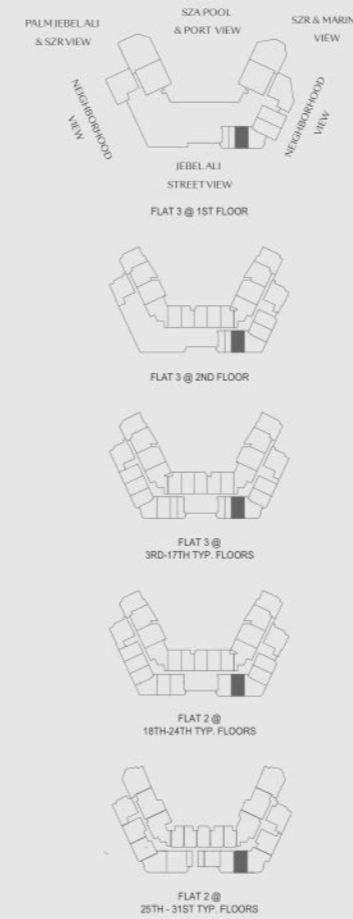 PALM JEBEL ALI
& SZR VIEW
SZA POOL
& PORT VIEW
SZR & MARIN
VIEW
NEIGHBORHOOD
VIEW
NEIGHBORHOOD
VIEW
JEBEL ALI
STREET VIEW
FLAT 3 @ 1ST FLOOR
FLAT 3 @ 2ND FLOOR
FLAT 3 @
3RD-17TH TYP. FLOORS
FLAT 2 @
18TH-24TH TYP. FLOORS
FLAT 2 @
25TH - 31ST TYP. FLOORS